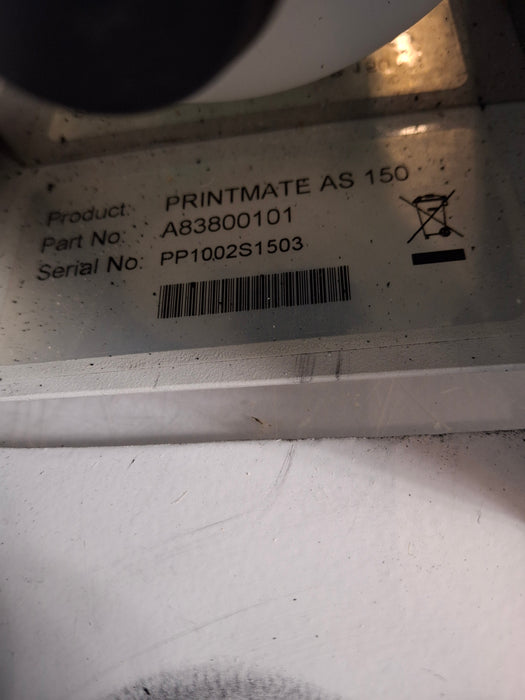 Product: PRINTMATE AS 150
Part No: A83800101
Serial No: PP1002S1503